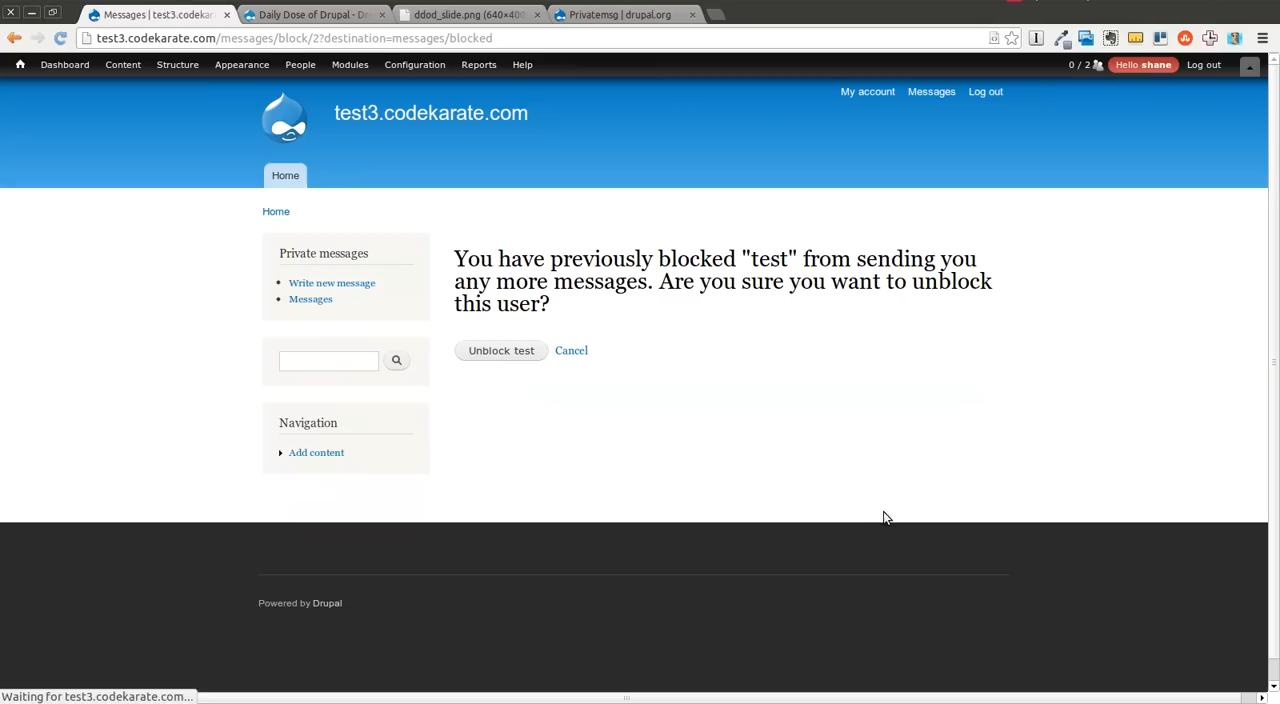 Messages | test3.codekara
Daily Dose of Drupal - Dr
ddod_slide.png (640×400
Privatemsg | drupal.org
test3.codekarate.com/messages/block/2?destination=messages/blocked
Dashboard Content Structure Appearance People Modules Configuration Reports Help 0 / 2 Hello shane Log out
My account Messages Log out
test3.codekarate.com
Home
Home
Private messages
Write new message
Messages
You have previously blocked "test" from sending you
any more messages. Are you sure you want to unblock
this user?
Unblock test Cancel
Navigation
Add content
Powered by Drupal
Waiting for test3.codekarate.com...